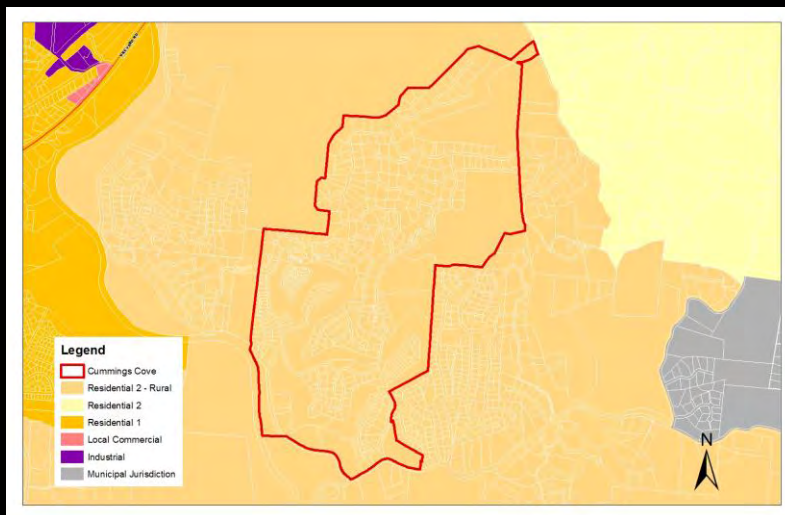 Legend
Cummings Cove
Residential 2 - Rural
Residential 2
Residential 1
Local Commercial
Industrial
Municipal Jurisdiction
N